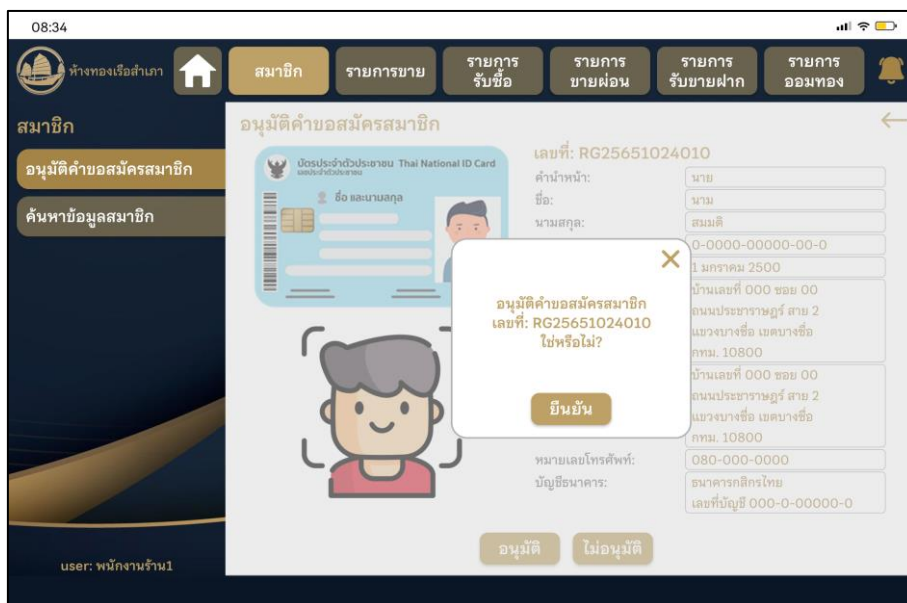 08:34
ห้างทองเรือสำเภา
สมาชิก
รายการขาย
รายการ
รับซื้อ
รายการ
ขายผ่อน
รายการ
รับขายฝาก
รายการ
ออมทอง
สมาชิก
อนุมัติคำขอสมัครสมาชิก
ค้นหาข้อมูลสมาชิก
user: พนักงานร้าน1
อนุมัติคำขอสมัครสมาชิก
บัตรประจำตัวประชาชน Thai National ID Card
เลขประจำตัวประชาชน
ชื่อ และนามสกุล
เลขที่: RG25651024010
คำนำหน้า: นาย
ชื่อ: นาม
นามสกุล: สมมติ
0-0000-00000-00-0
1 มกราคม 2500
บ้านเลขที่ 000 ซอย 00
ถนนประชาราษฎร์ สาย 2
แขวงบางซื่อ เขตบางซื่อ
กทม. 10800
บ้านเลขที่ 000 ซอย 00
ถนนประชาราษฎร์ สาย 2
แขวงบางซื่อ เขตบางซื่อ
กทม. 10800
หมายเลขโทรศัพท์: 080-000-0000
บัญชีธนาคาร: ธนาคารกสิกรไทย
เลขที่บัญชี 000-0-00000-0
อนุมัติคำขอสมัครสมาชิก
เลขที่: RG25651024010
ใช่หรือไม่?
ยืนยัน
อนุมัติ
ไม่อนุมัติ